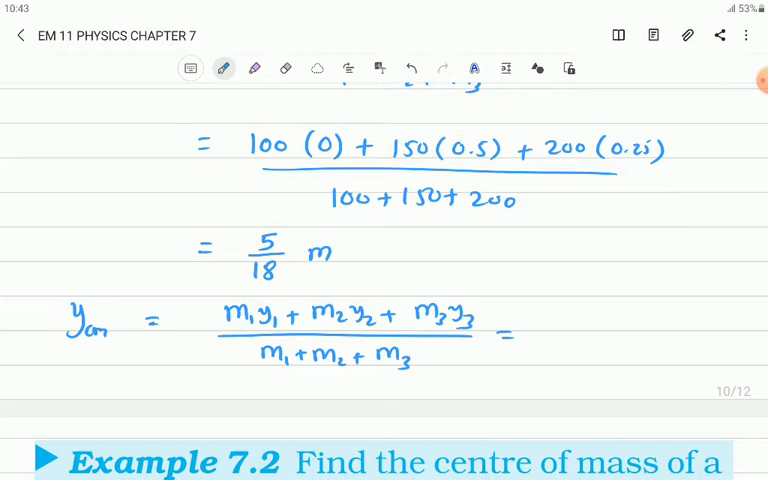 10:43 53%
EM 11 PHYSICS CHAPTER 7
= 100 (0) + 150 (0.5) + 200 (0.25)
100 + 150 + 200
= 5
18 m
ycm = m₁y₁ + m₂y₂ + m₃y₃ =
m₁ + m₂ + m₃
10/12
Example 7.2 Find the centre of mass of a